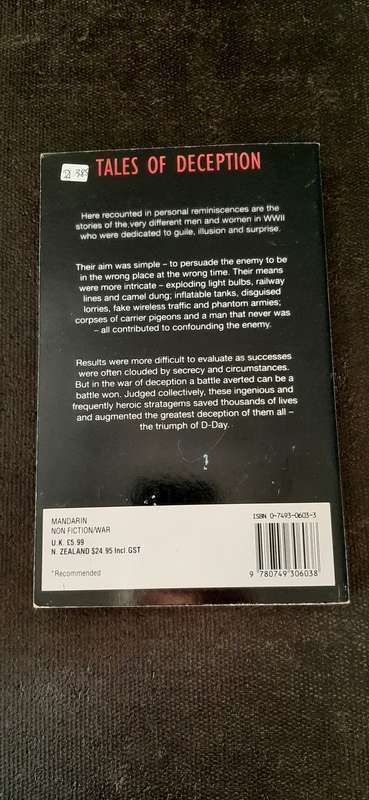 TALES OF DECEPTION
Here recounted in personal reminiscences are the
stories of the very different men and women in WWII
who were dedicated to guile, illusion and surprise.
Their aim was simple – to persuade the enemy to be
in the wrong place at the wrong time. Their means
were more intricate – exploding light bulbs, railway
lines and camel dung; inflatable tanks, disguised
lorries, fake wireless traffic and phantom armies;
corpses of carrier pigeons and a man that never was
– all contributed to confounding the enemy.
Results were more difficult to evaluate as successes
were often clouded by secrecy and circumstances.
But in the war of deception a battle averted can be a
battle won. Judged collectively, these ingenious and
frequently heroic stratagems saved thousands of lives
and augmented the greatest deception of them all –
the triumph of D-Day.
MANDARIN
NON FICTION/WAR
U.K. £5.99
N. ZEALAND $24.95 Incl.GST
*Recommended
ISBN 0-7493-0603-3
9 780749 306038